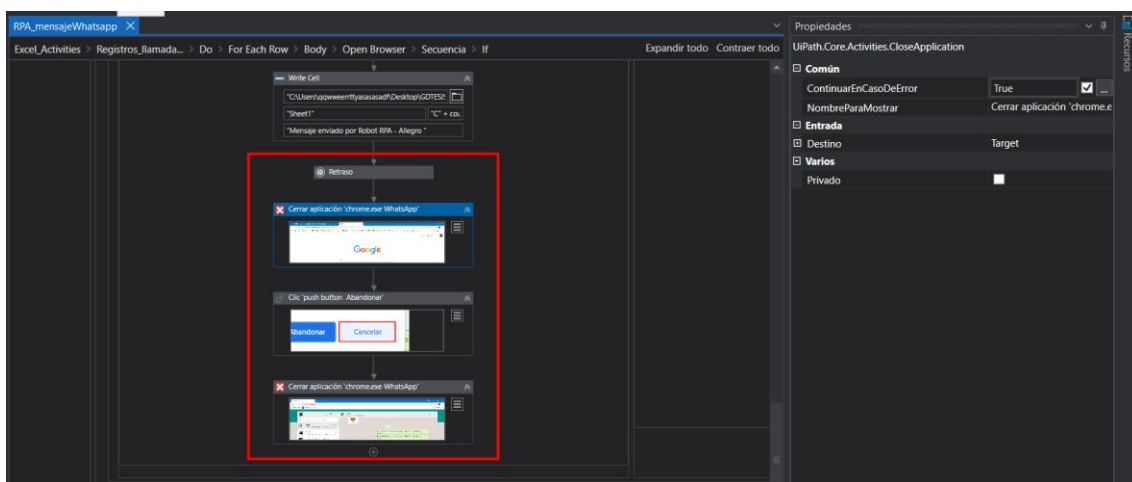 RPA_mensajeWhatsapp
Propiedades
Recursos
Excel_Activities > Registros_llamada... > Do > For Each Row > Body > Open Browser > Secuencia > If
Expandir todo Contraer todo
UiPath.Core.Activities.CloseApplication
Común
ContinuarEnCasoDeError True ...
NombreParaMostrar Cerrar aplicación 'chrome.e
Entrada
Destino Target
Varios
Privado
Write Cell
"Sheet1" "C" + cou
"Mensaje enviado por Robot RPA - Allegro "
Retraso
Cerrar aplicación 'chrome.exe WhatsApp'
Google
Clic 'push button Abandonar'
Abandonar Cancelar
Cerrar aplicación 'chrome.exe WhatsApp'